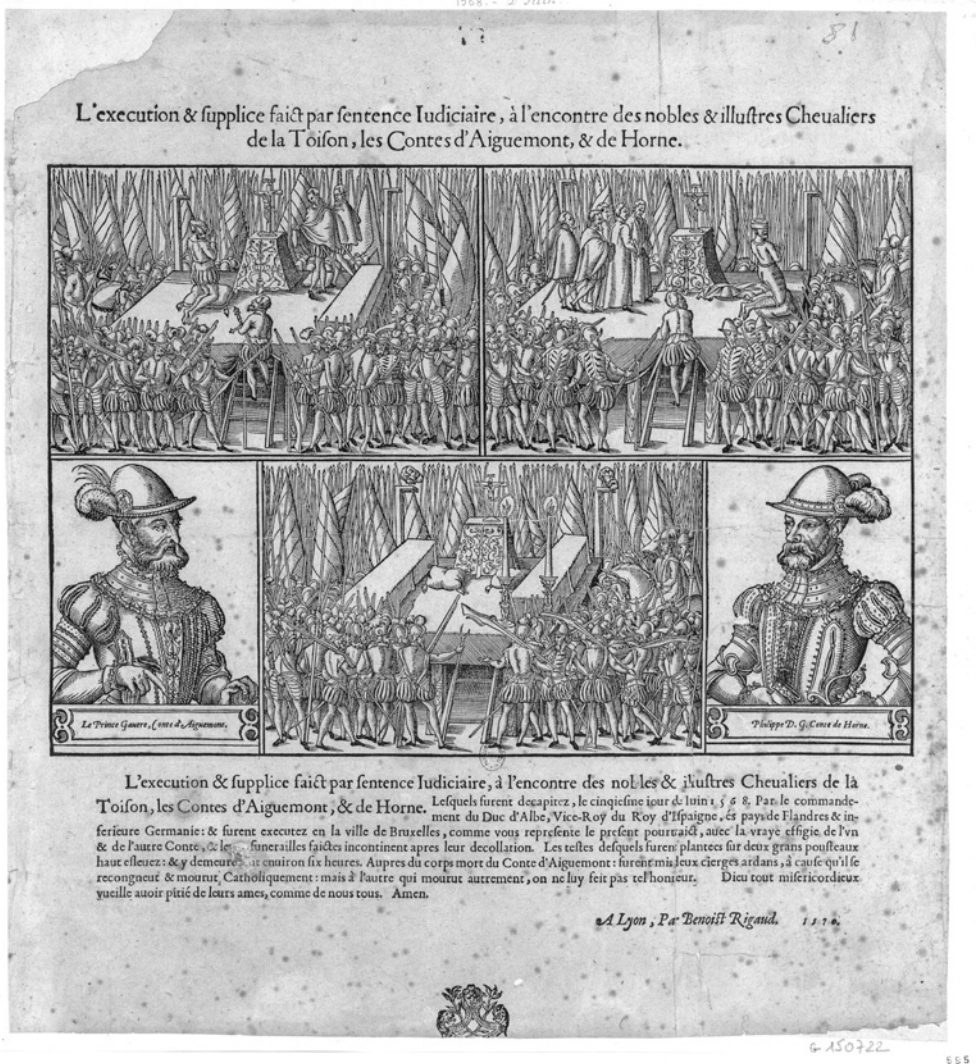 1568. - 2 Juin.
81
L'execution & ſupplice faict par ſentence Iudiciaire, à l'encontre des nobles & illuſtres Cheualiers
de la Toiſon, les Contes d'Aiguemont, & de Horne.
Le Prince Gauere, Conte d'Aiguemont.
Philippe D. G. Conte de Horne.
L'execution & ſupplice faict par ſentence Iudiciaire, à l'encontre des nobles & illuſtres Cheualiers de la
Toiſon, les Contes d'Aiguemont, & de Horne. Leſquels furent decapitez, le cinquieſme iour de Iuin 1568. Par le commande-
ment du Duc d'Albe, Vice-Roy du Roy d'Eſpaigne, és pays de Flandres & in-
ferieure Germanie: & furent executez en la ville de Bruxelles, comme vous repreſente le preſent pourtraict, auec la vraye effigie de l'vn
& de l'autre Conte, & les funerailles faictes incontinent apres leur decollation. Les teſtes deſquels furent plantees ſur deux grans pouſteaux
haut eſleuez: & y demeurerent enuiron ſix heures. Aupres du corps mort du Conte d'Aiguemont: furent mis deux cierges ardans, à cauſe qu'il ſe
recongneut & mourut Catholiquement: mais à l'autre qui mourut autrement, on ne luy feit pas tel honieur. Dieu tout miſericordieux
vueille auoir pitié de leurs ames, comme de nous tous. Amen.
A Lyon, Par Benoiſt Rigaud. 1570.
G 150722
555